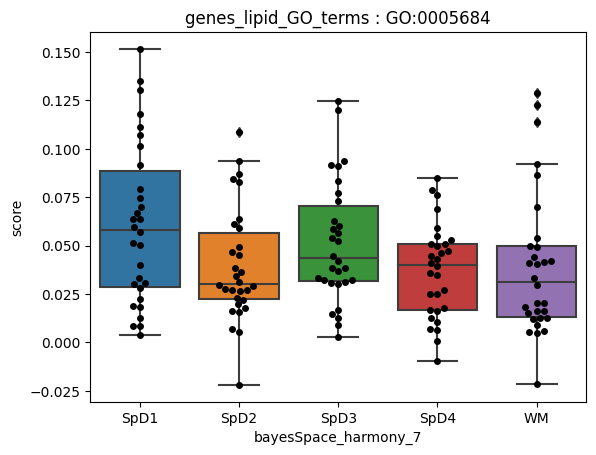 genes_lipid_GO_terms : GO:0005684
score
0.150
0.125
0.100
0.075
0.050
0.025
0.000
−0.025
SpD1 SpD2 SpD3 SpD4 WM
bayesSpace_harmony_7